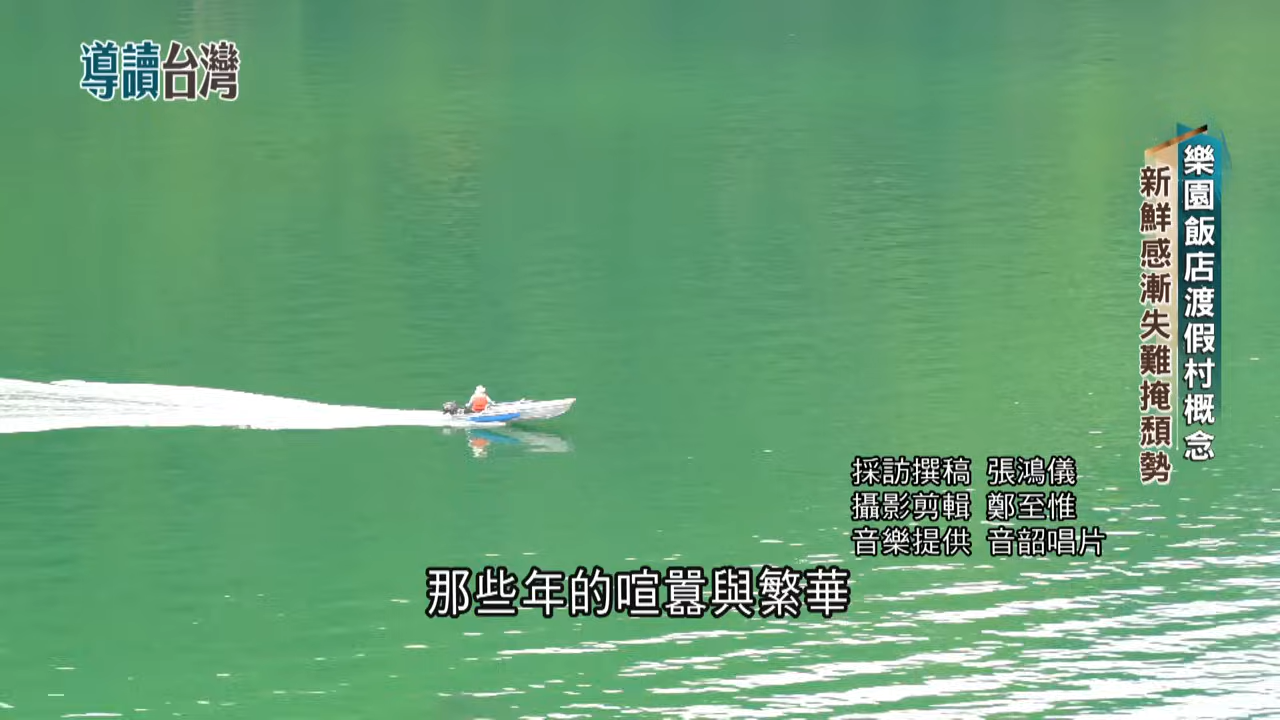 導讀台灣
樂園飯店渡假村概念
新鮮感漸失難掩頹勢
採訪撰稿 張鴻儀
攝影剪輯 鄭至惟
音樂提供 音韶唱片
那些年的喧囂與繁華